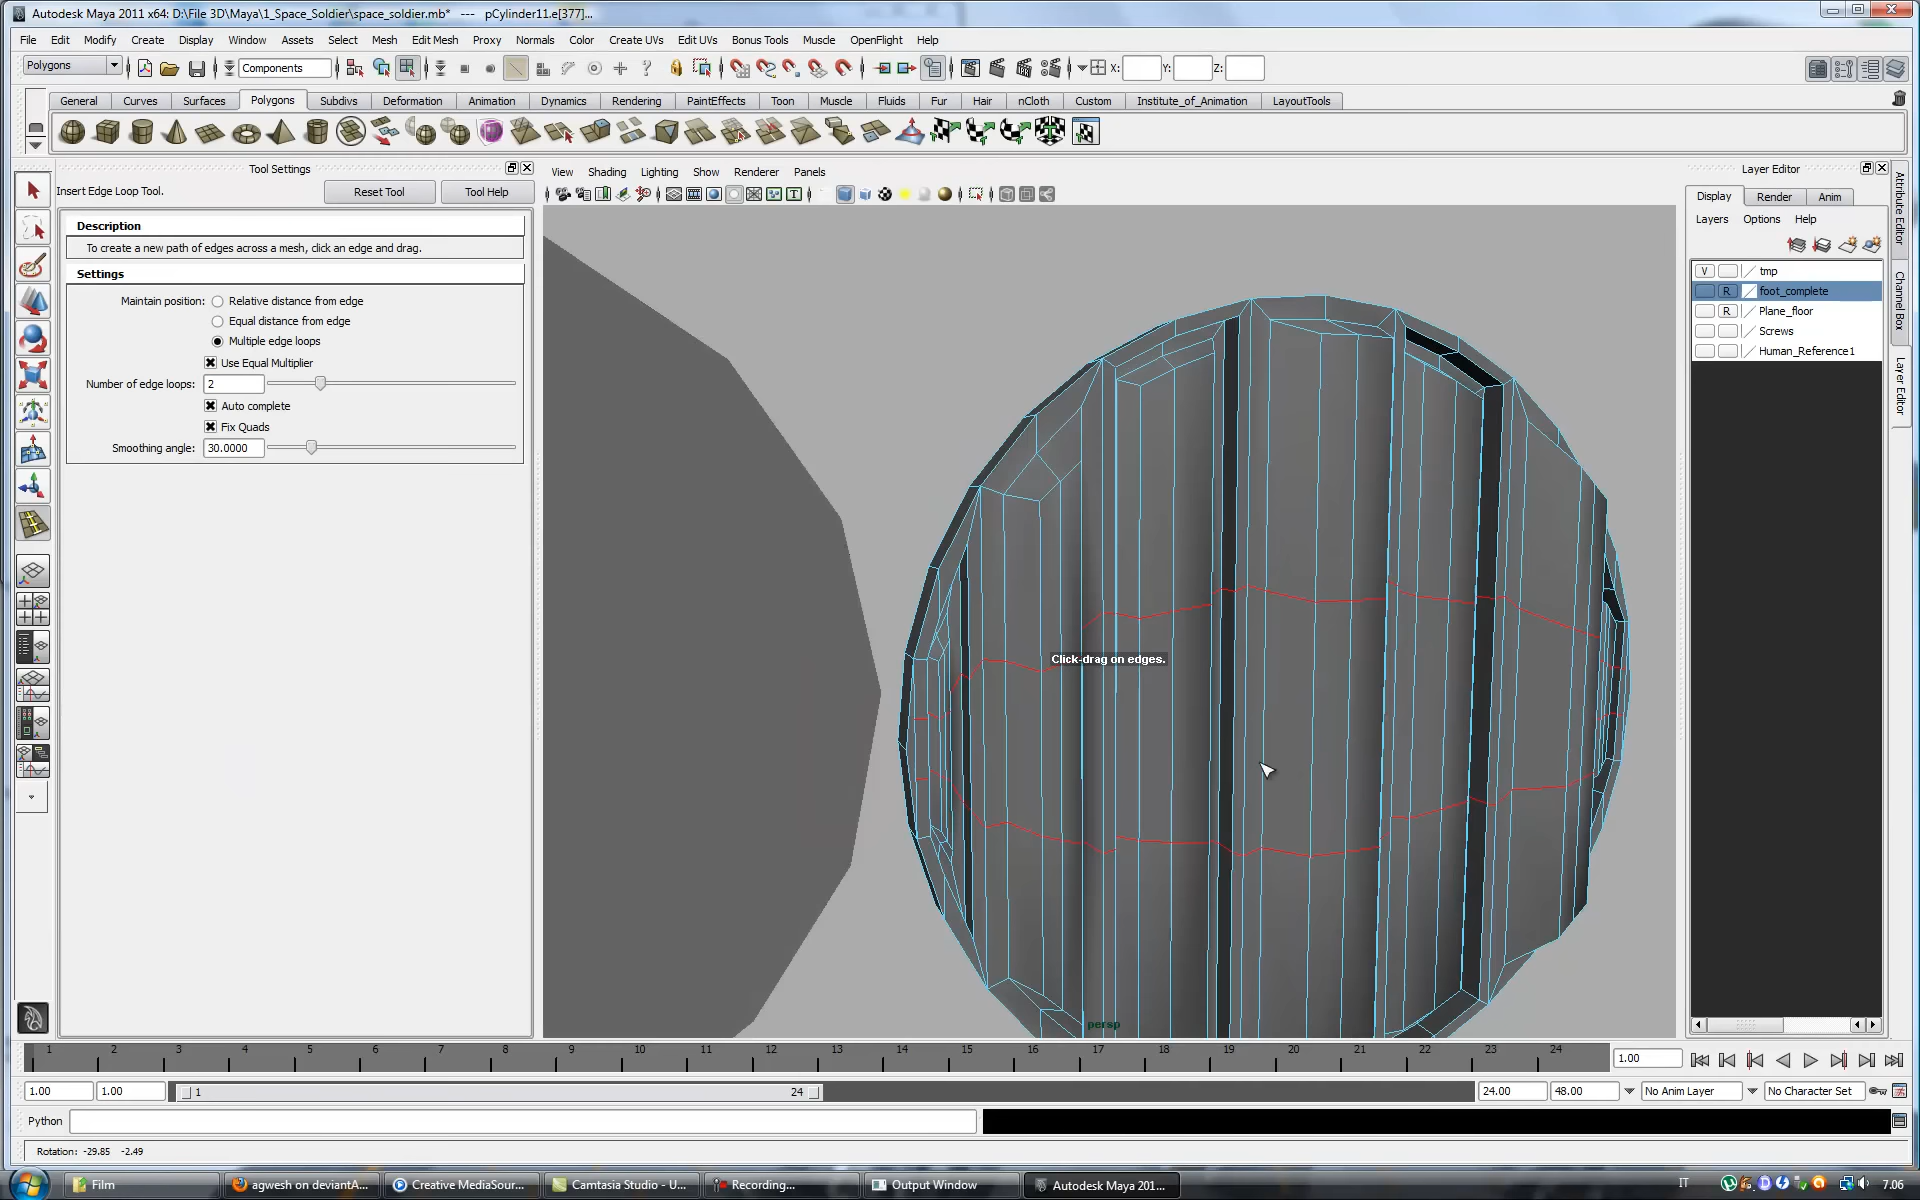 Autodesk Maya 2011 x64: D:\File 3D\Maya\1_Space_Soldier\space_soldier.mb* --- pCylinder11.e[377]...
File Edit Modify Create Display Window Assets Select Mesh Edit Mesh Proxy Normals Color Create UVs Edit UVs Bonus Tools Muscle OpenFlight Help
Polygons Components X: Y: Z:
General Curves Surfaces Polygons Subdivs Deformation Animation Dynamics Rendering PaintEffects Toon Muscle Fluids Fur Hair nCloth Custom Institute_of_Animation LayoutTools
Tool Settings
Insert Edge Loop Tool. Reset Tool Tool Help
Description
To create a new path of edges across a mesh, click an edge and drag.
Settings
Maintain position: Relative distance from edge
Equal distance from edge
Multiple edge loops
Use Equal Multiplier
Number of edge loops: 2
Auto complete
Fix Quads
Smoothing angle: 30.0000
View Shading Lighting Show Renderer Panels
Click-drag on edges.
persp
Layer Editor
Display Render Anim
Layers Options Help
V tmp
R foot_complete
R Plane_floor
Screws
Human_Reference1
Attribute Editor
Channel Box
Layer Editor
1 2 3 4 5 6 7 8 9 10 11 12 13 14 15 16 17 18 19 20 21 22 23 24 1.00
1.00 1.00 1 24 24.00 48.00 No Anim Layer No Character Set
Python
Rotation: -29.85 -2.49
Film agwesh on deviantA... Creative MediaSour... Camtasia Studio - U... Recording... Output Window Autodesk Maya 201... IT 7.06